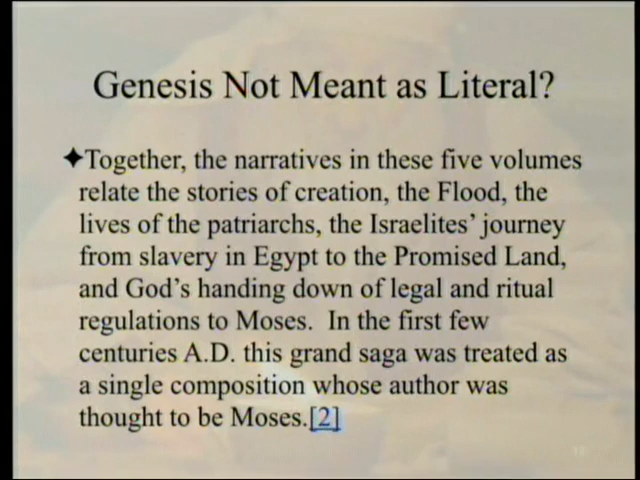 Genesis Not Meant as Literal?
✦Together, the narratives in these five volumes
relate the stories of creation, the Flood, the
lives of the patriarchs, the Israelites' journey
from slavery in Egypt to the Promised Land,
and God's handing down of legal and ritual
regulations to Moses. In the first few
centuries A.D. this grand saga was treated as
a single composition whose author was
thought to be Moses.[2]